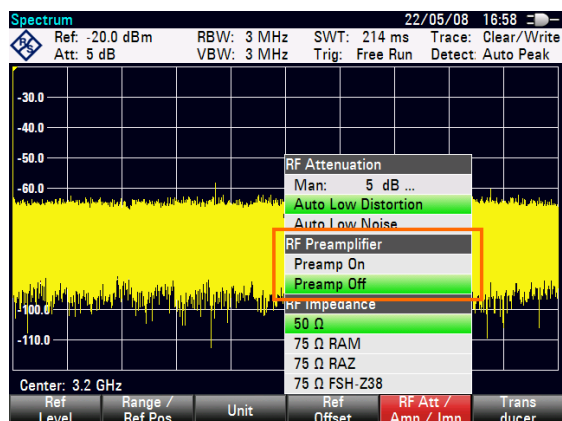 Spectrum 22/05/08 16:58
Ref: -20.0 dBm RBW: 3 MHz SWT: 214 ms Trace: Clear/Write
Att: 5 dB VBW: 3 MHz Trig: Free Run Detect: Auto Peak
-30.0
-40.0
-50.0
-60.0
-100.0
-110.0
RF Attenuation
Man: 5 dB ...
Auto Low Distortion
Auto Low Noise
RF Preamplifier
Preamp On
Preamp Off
RF Impedance
50 Ω
75 Ω RAM
75 Ω RAZ
75 Ω FSH-Z38
Center: 3.2 GHz
Ref Level
Range / Ref Pos
Unit
Ref Offset
RF Att / Amp / Imp
Trans ducer